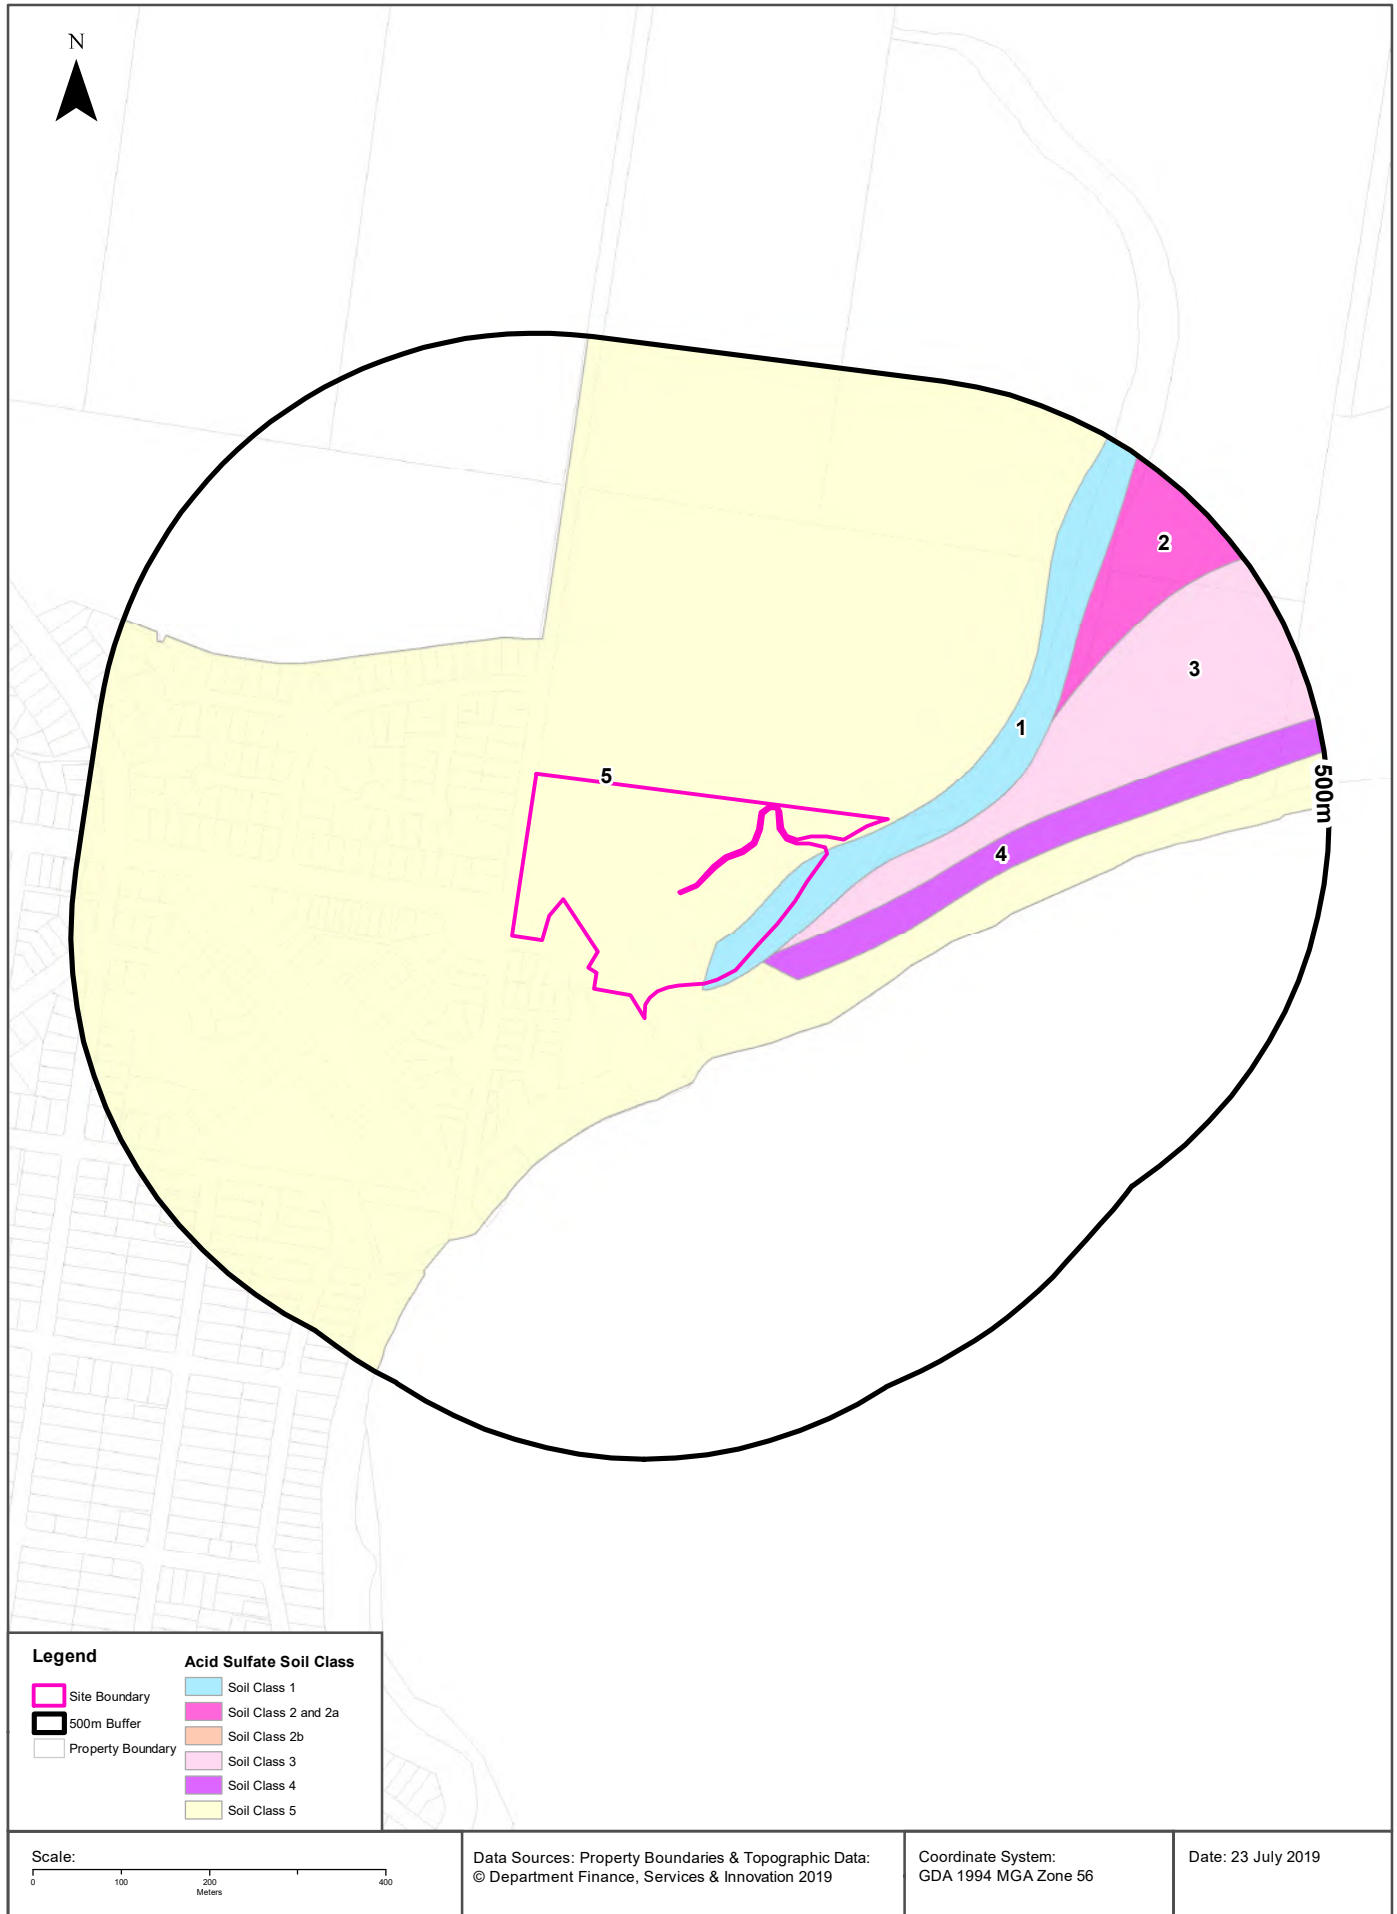 N
2
3
1
5
500m
4
Legend
Site Boundary
500m Buffer
Property Boundary
Acid Sulfate Soil Class
Soil Class 1
Soil Class 2 and 2a
Soil Class 2b
Soil Class 3
Soil Class 4
Soil Class 5
Scale:
0 100 200 400
Meters
Data Sources: Property Boundaries & Topographic Data:
© Department Finance, Services & Innovation 2019
Coordinate System:
GDA 1994 MGA Zone 56
Date: 23 July 2019